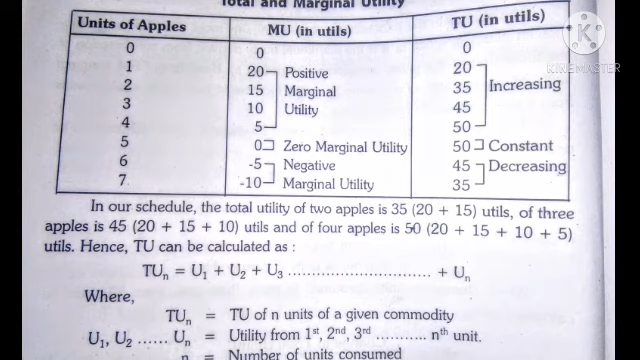 Total and Marginal Utility
Units of Apples MU (in utils) TU (in utils)
0 0 0
1 20 Positive 20
2 15 Marginal 35 Increasing
3 10 Utility 45
4 5 50
5 0 Zero Marginal Utility 50 Constant
6 -5 Negative 45 Decreasing
7 -10 Marginal Utility 35
In our schedule, the total utility of two apples is 35 (20 + 15) utils, of three
apples is 45 (20 + 15 + 10) utils and of four apples is 50 (20 + 15 + 10 + 5)
utils. Hence, TU can be calculated as :
TUn = U1 + U2 + U3 ................................ + Un
Where,
TUn = TU of n units of a given commodity
U1, U2 ...... Un = Utility from 1st, 2nd, 3rd ........... nth unit.
n = Number of units consumed
KINEMASTER